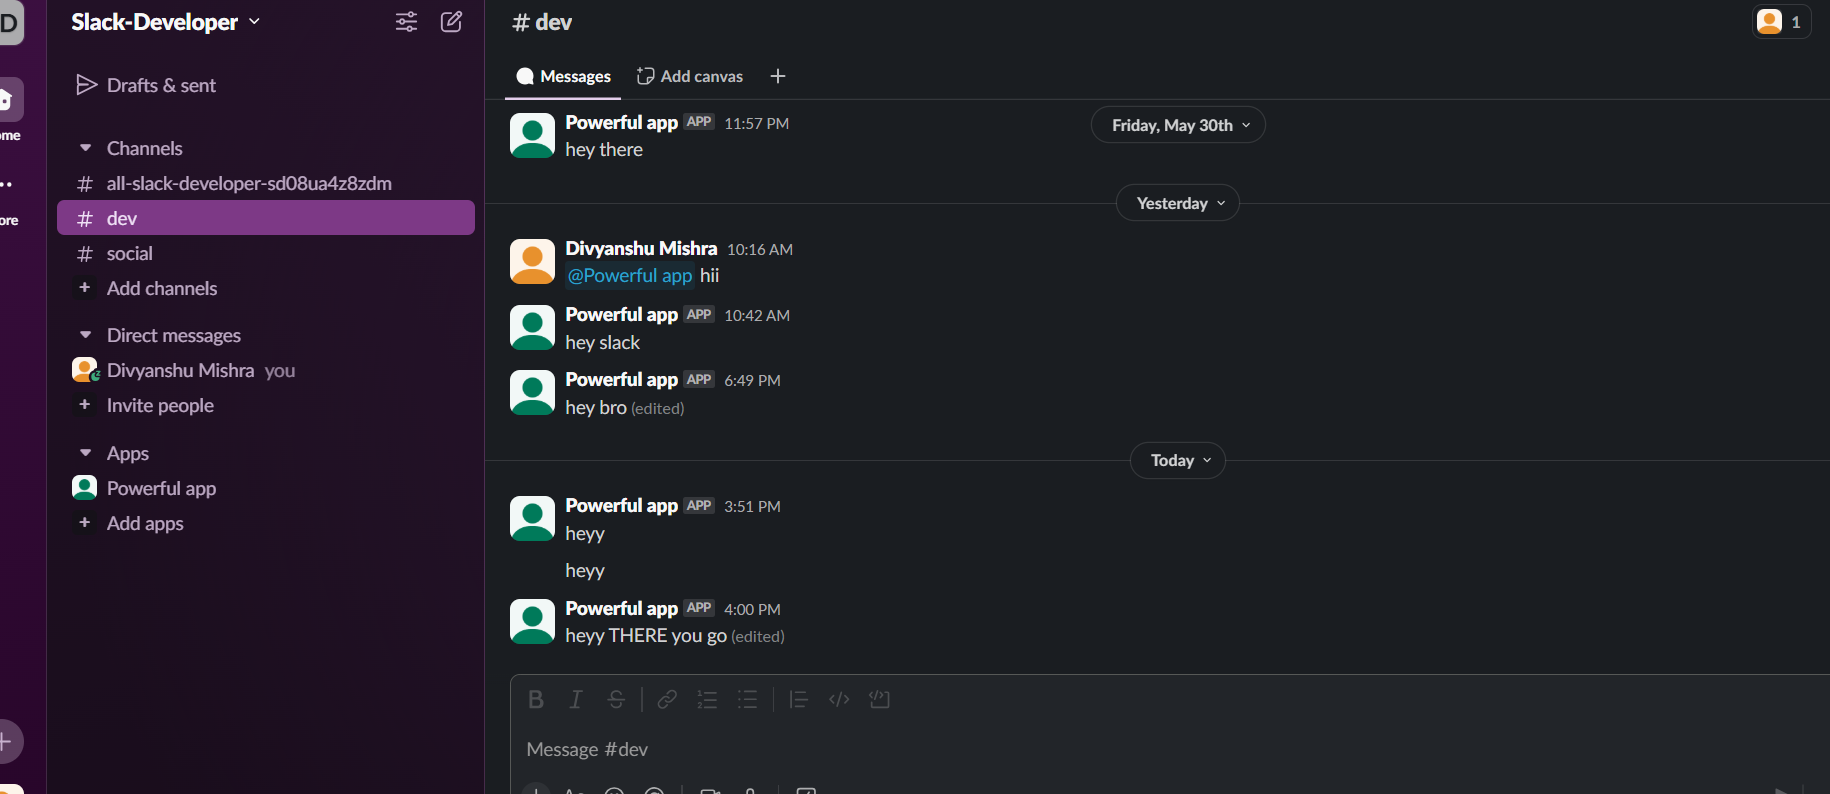 D
Slack-Developer
Drafts & sent
Channels
# all-slack-developer-sd08ua4z8zdm
# dev
# social
+ Add channels
Direct messages
Divyanshu Mishra you
+ Invite people
Apps
Powerful app
+ Add apps
ome
ore
# dev
1
Messages
Add canvas
+
Friday, May 30th
Powerful app APP 11:57 PM
hey there
Yesterday
Divyanshu Mishra 10:16 AM
@Powerful app hii
Powerful app APP 10:42 AM
hey slack
Powerful app APP 6:49 PM
hey bro (edited)
Today
Powerful app APP 3:51 PM
heyy
heyy
Powerful app APP 4:00 PM
heyy THERE you go (edited)
B I S
Message #dev